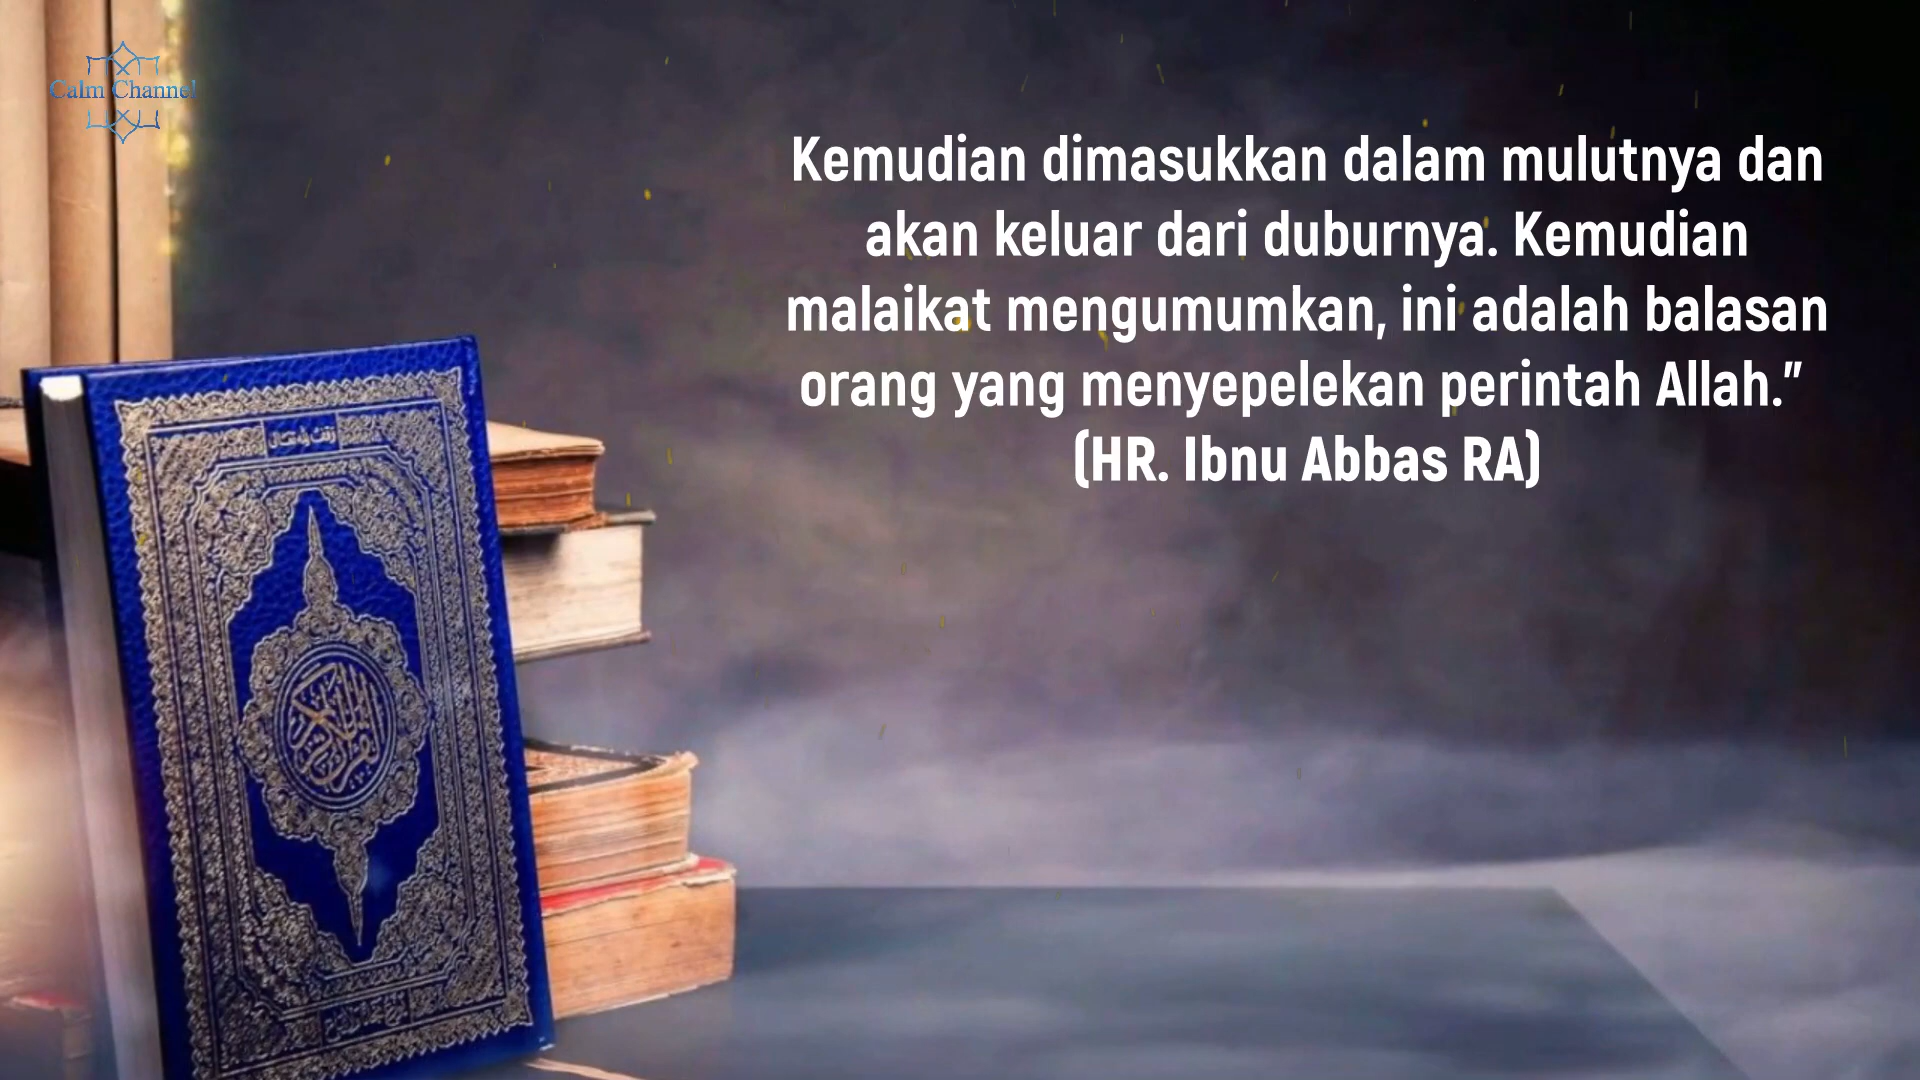 Calm Channel
Kemudian dimasukkan dalam mulutnya dan
akan keluar dari duburnya. Kemudian
malaikat mengumumkan, ini adalah balasan
orang yang menyepelekan perintah Allah.”
(HR. Ibnu Abbas RA)